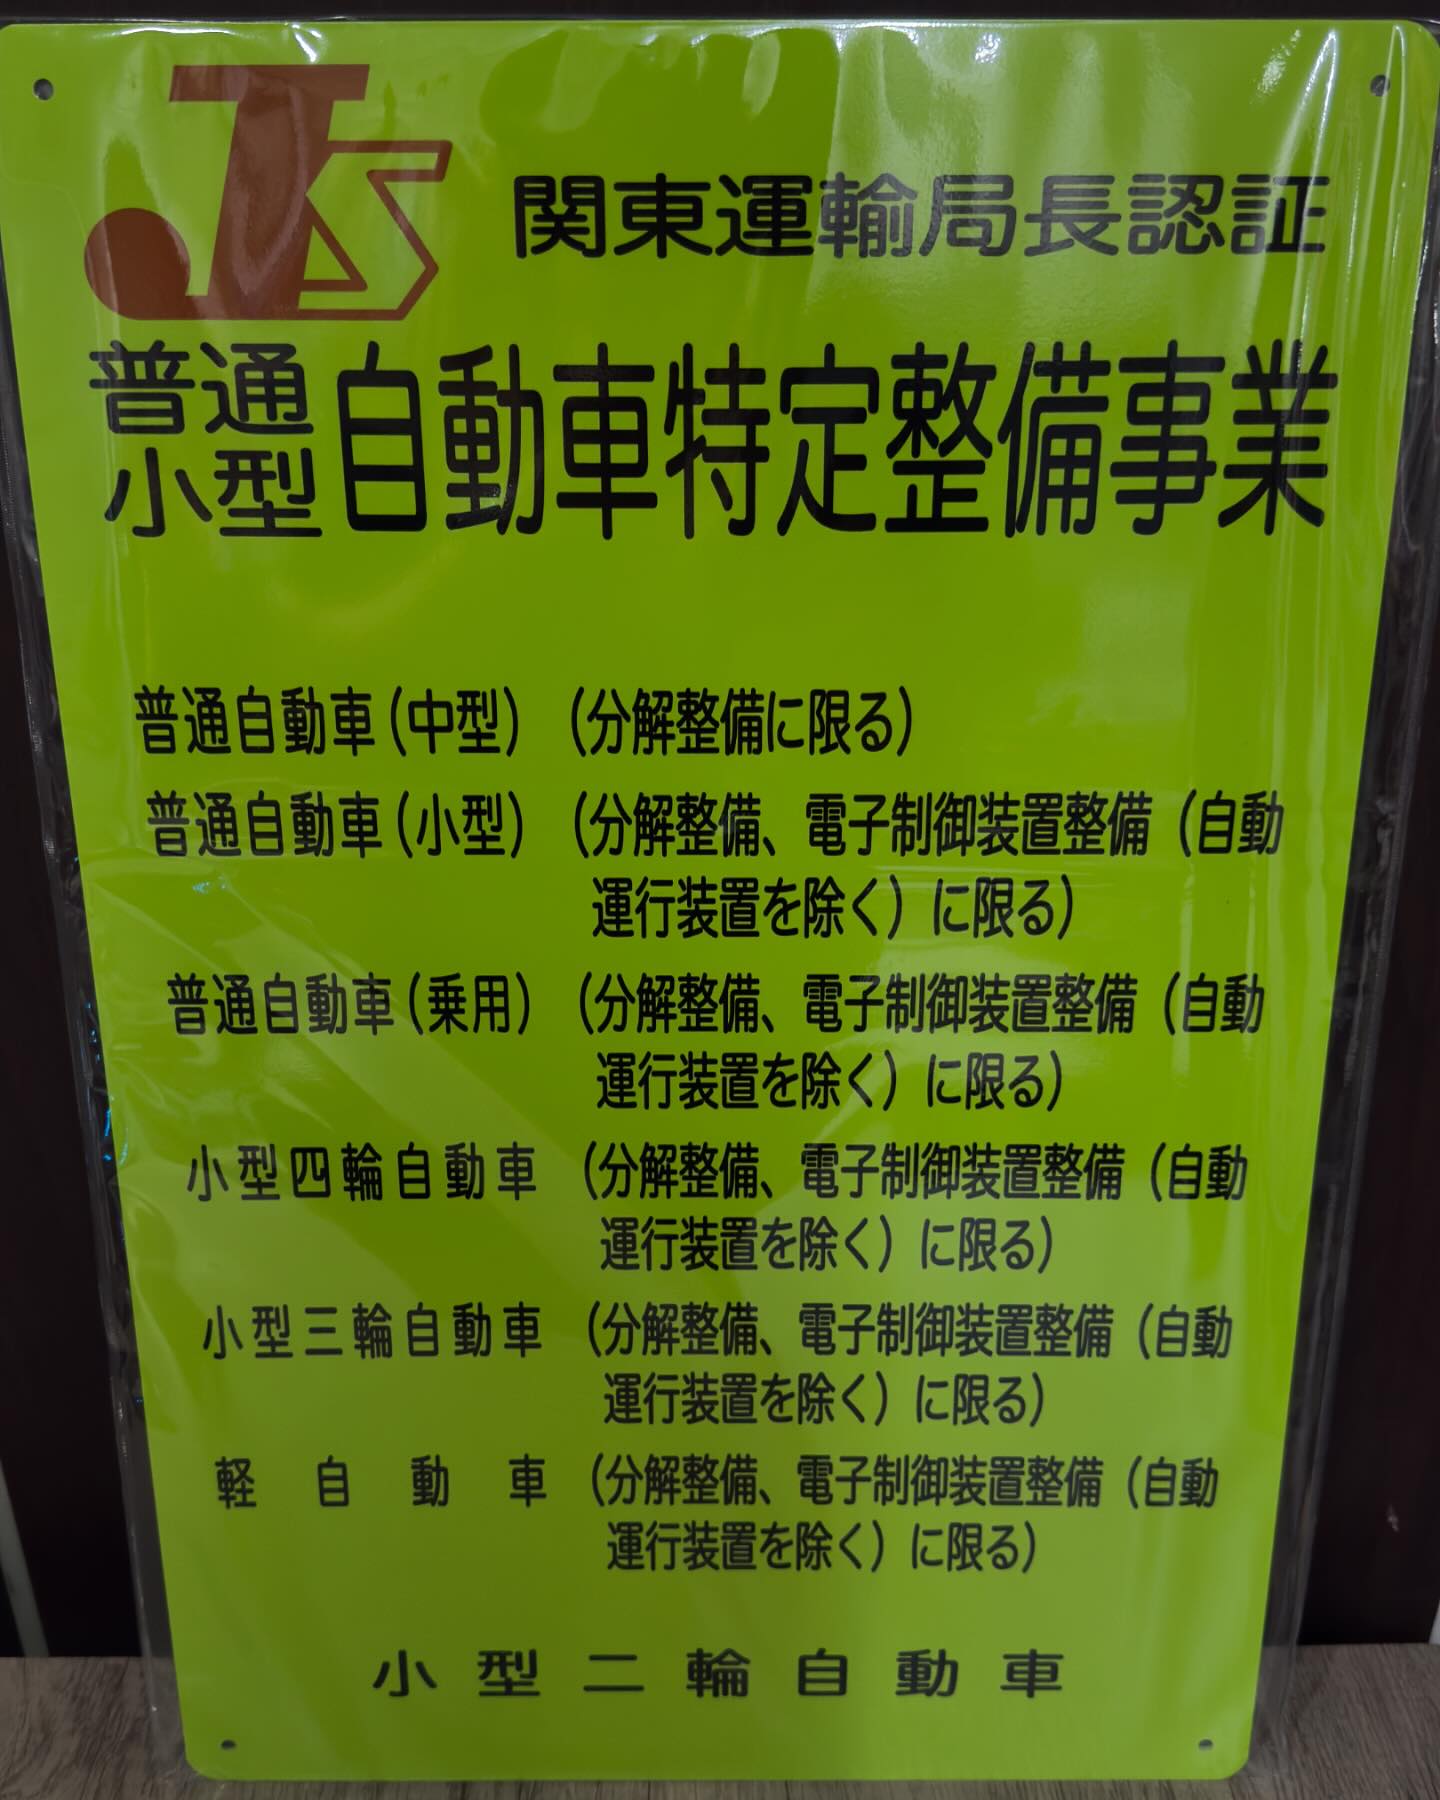 JS
関東運輸局長認証
普通
小型
自動車特定整備事業
普通自動車(中型) (分解整備に限る)
普通自動車(小型) (分解整備、電子制御装置整備(自動
運行装置を除く)に限る)
普通自動車(乗用) (分解整備、電子制御装置整備(自動
運行装置を除く)に限る)
小型四輪自動車 (分解整備、電子制御装置整備(自動
運行装置を除く)に限る)
小型三輪自動車 (分解整備、電子制御装置整備(自動
運行装置を除く)に限る)
軽自動車 (分解整備、電子制御装置整備(自動
運行装置を除く)に限る)
小型二輪自動車